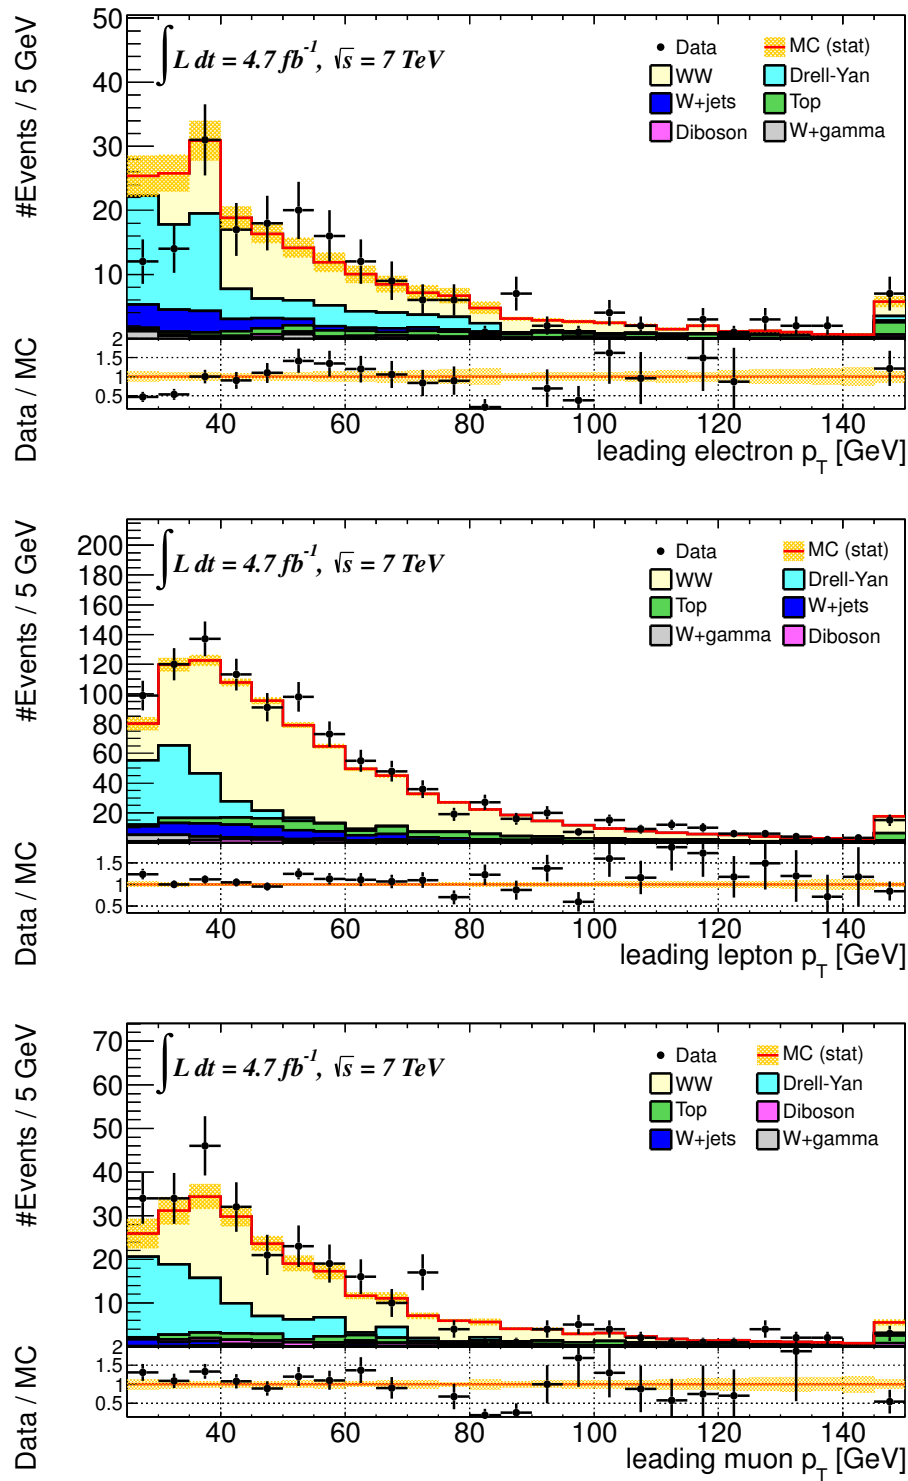 #Events / 5 GeV
50
40
30
20
10
∫ L dt = 4.7 fb⁻¹, √s = 7 TeV
Data
MC (stat)
WW
Drell-Yan
W+jets
Top
Diboson
W+gamma
Data / MC
2
1.5
1
0.5
40 60 80 100 120 140
leading electron p_T [GeV]
#Events / 5 GeV
200
180
160
140
120
100
80
60
40
20
∫ L dt = 4.7 fb⁻¹, √s = 7 TeV
Data
MC (stat)
WW
Drell-Yan
Top
W+jets
W+gamma
Diboson
Data / MC
1.5
1
0.5
40 60 80 100 120 140
leading lepton p_T [GeV]
#Events / 5 GeV
70
60
50
40
30
20
10
∫ L dt = 4.7 fb⁻¹, √s = 7 TeV
Data
MC (stat)
WW
Drell-Yan
Top
Diboson
W+jets
W+gamma
Data / MC
2
1.5
1
0.5
40 60 80 100 120 140
leading muon p_T [GeV]